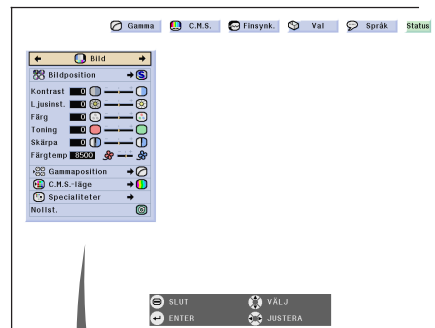 Gamma C.M.S. Finsynk. Val Språk Status
Bild
Bildposition S
Kontrast 0
Ljusinst. 0
Färg 0
Toning 0
Skärpa 0
Färgtemp 8500
Gammaposition
C.M.S.-läge
Specialiteter
Nollst.
SLUT VÄLJ
ENTER JUSTERA